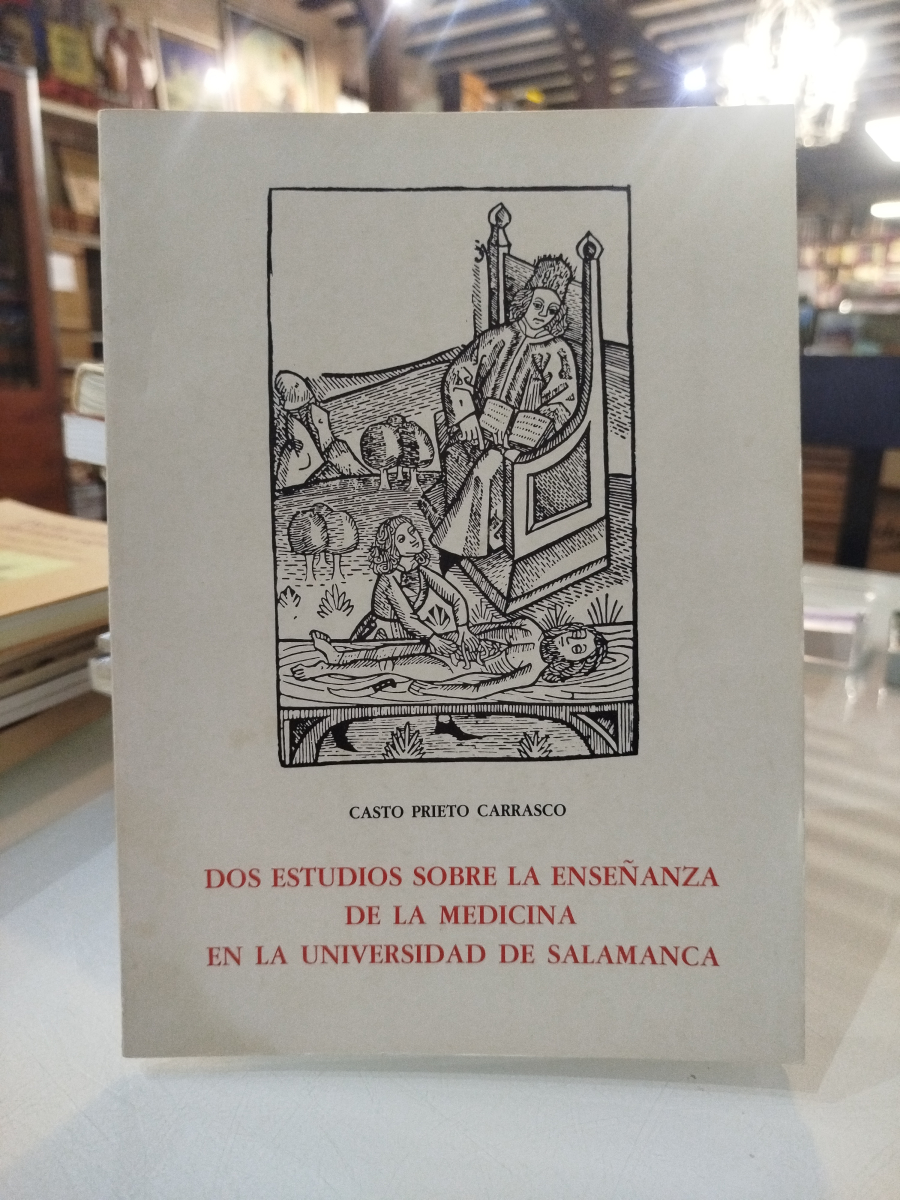 CASTO PRIETO CARRASCO
DOS ESTUDIOS SOBRE LA ENSEÑANZA
DE LA MEDICINA
EN LA UNIVERSIDAD DE SALAMANCA